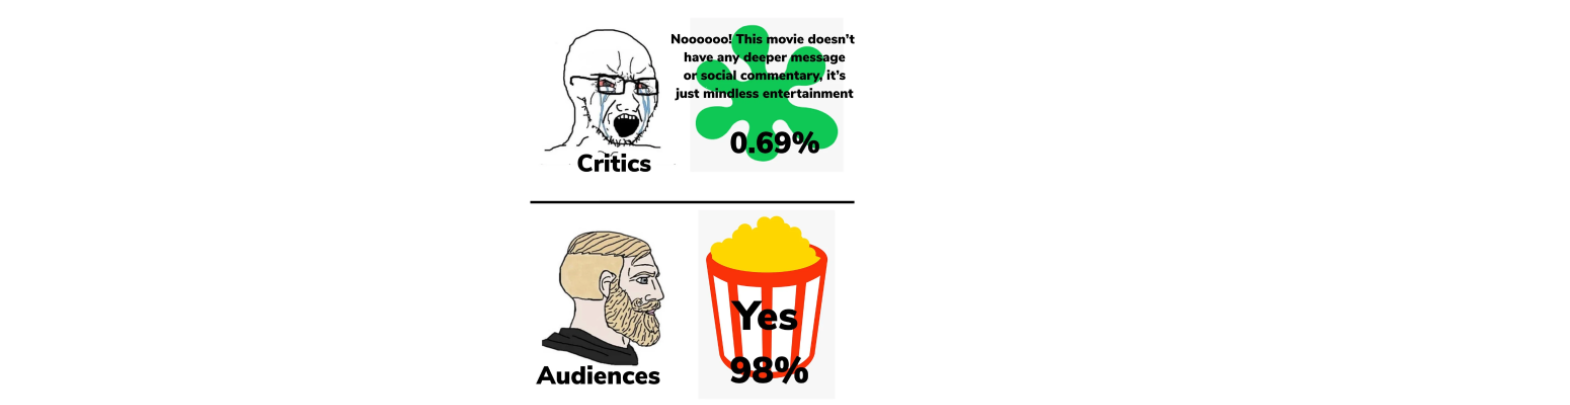 Noooooo! This movie doesn't
have any deeper message
or social commentary, it's
just mindless entertainment
0.69%
Critics
Yes
98%
Audiences